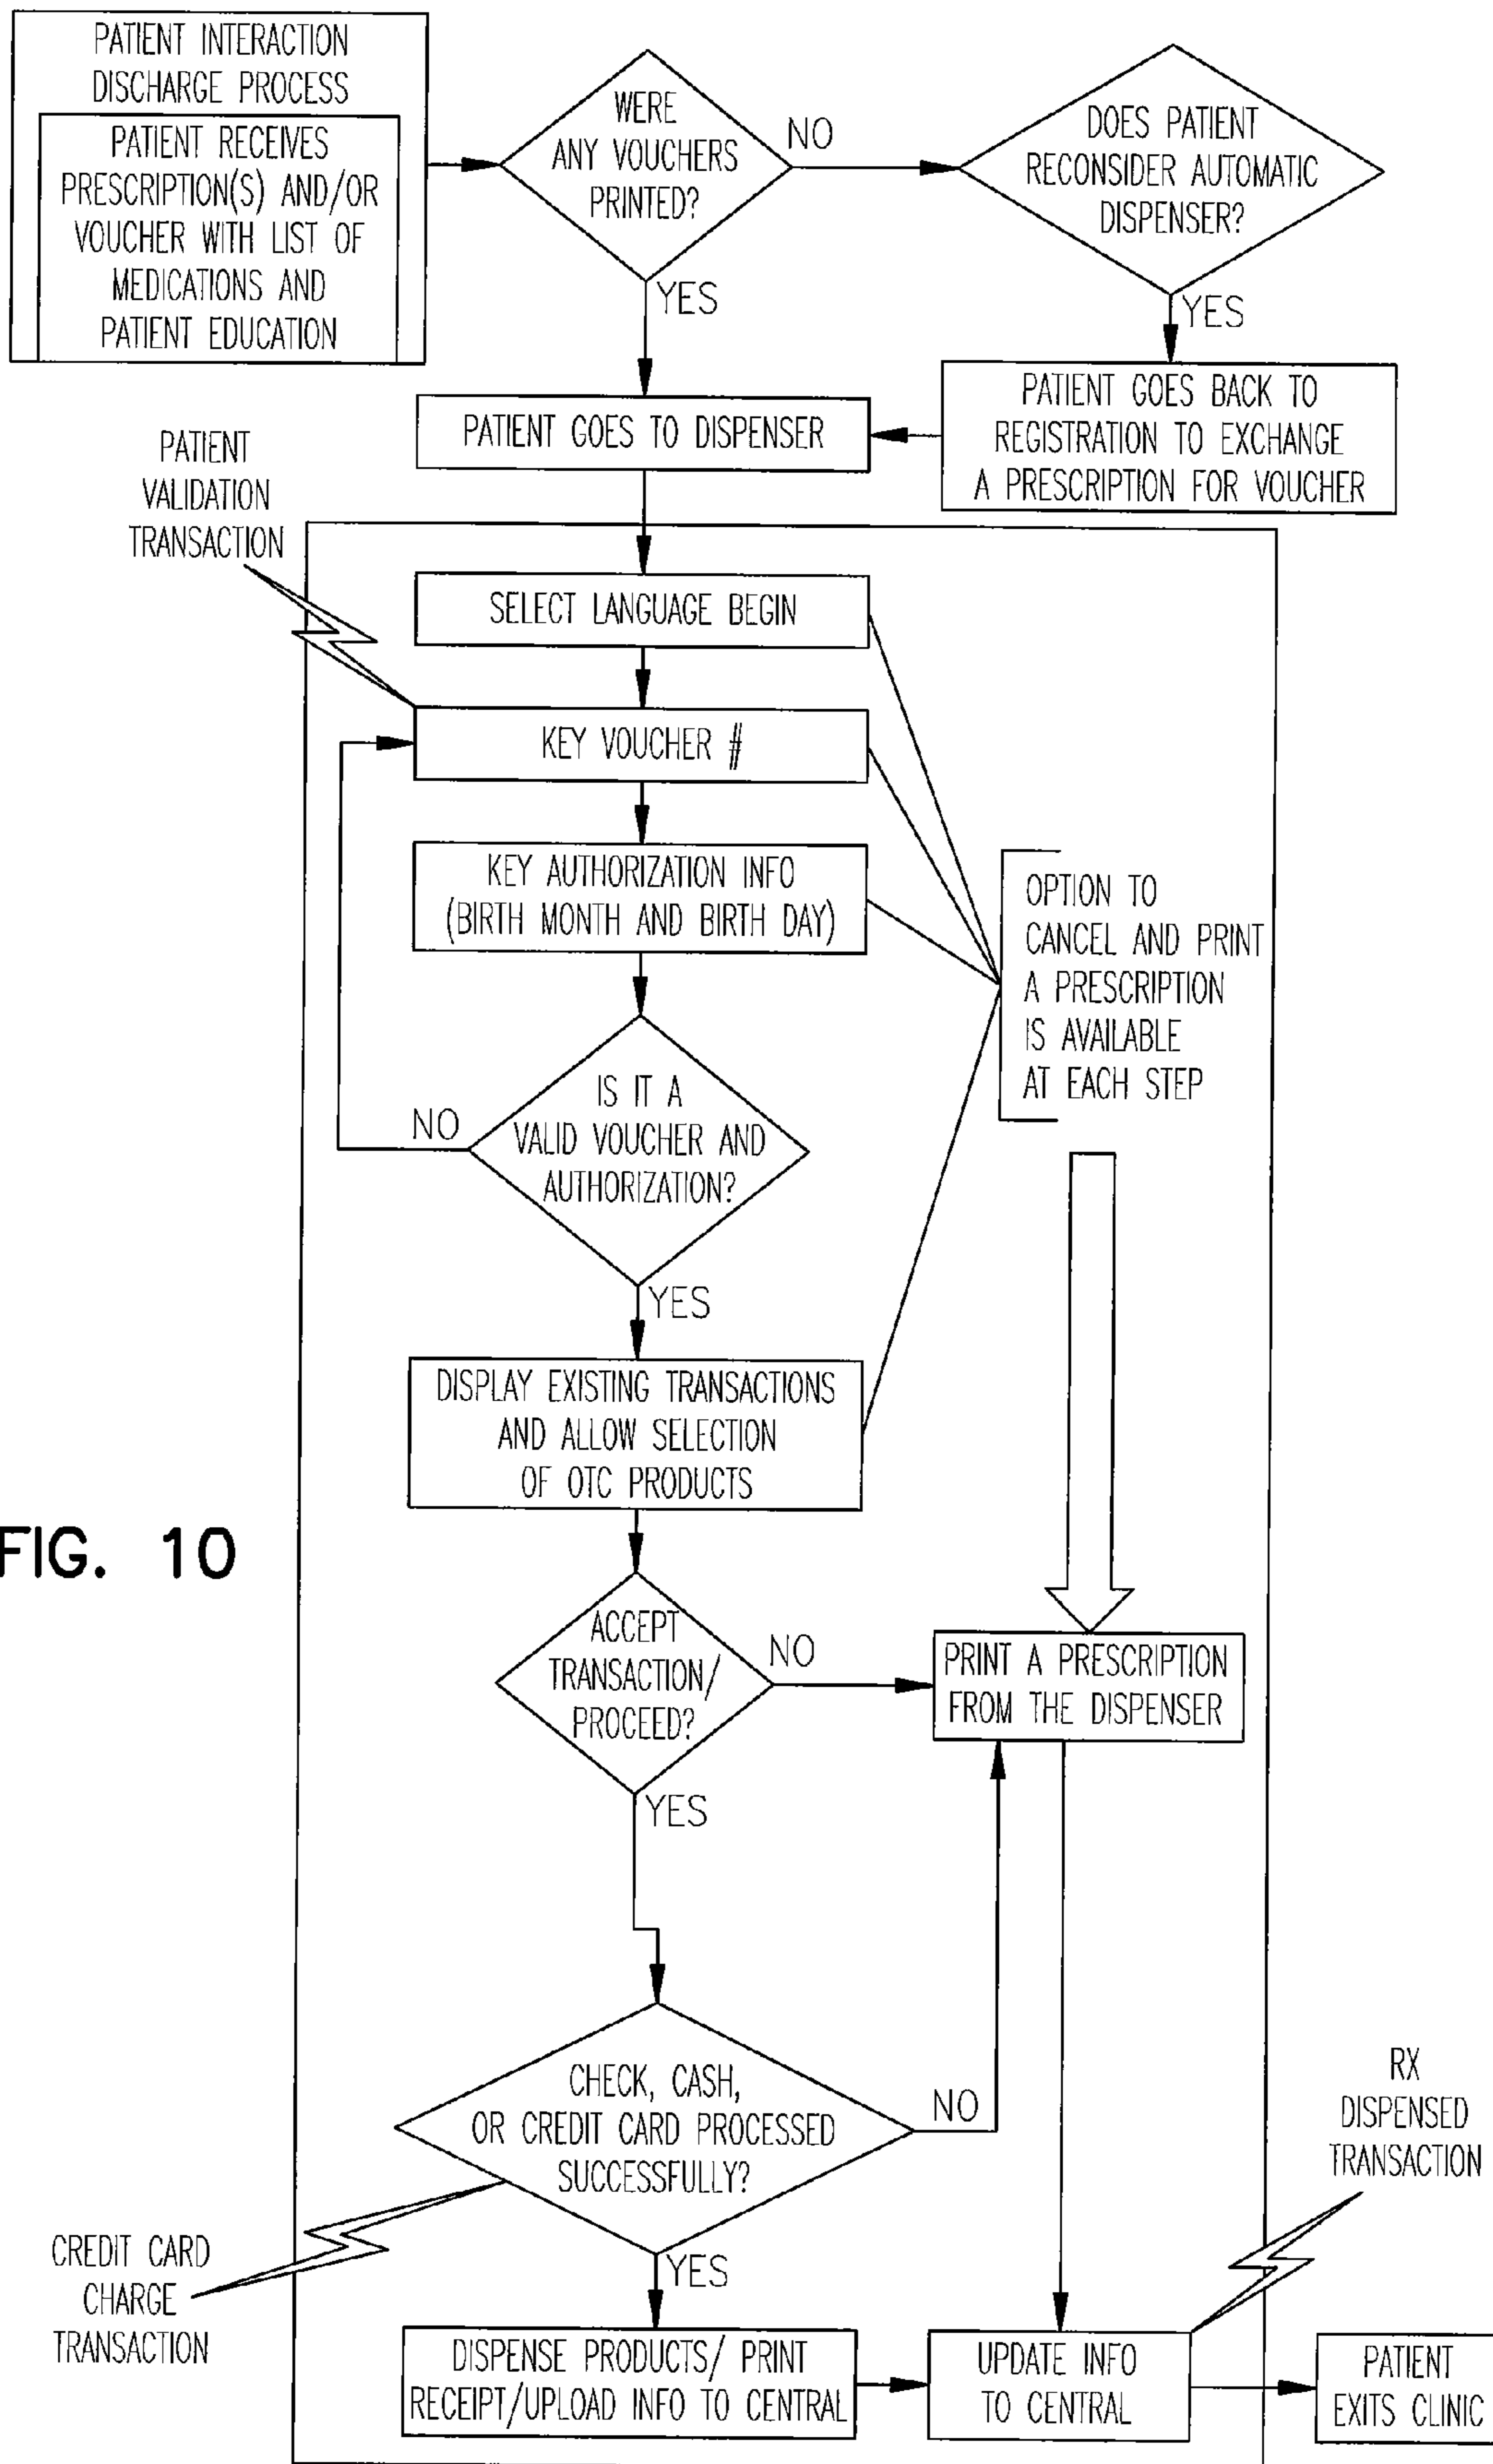 PATIENT INTERACTION
DISCHARGE PROCESS
PATIENT RECEIVES
PRESCRIPTION(S) AND/OR
VOUCHER WITH LIST OF
MEDICATIONS AND
PATIENT EDUCATION
WERE
ANY VOUCHERS
PRINTED?
NO
YES
DOES PATIENT
RECONSIDER AUTOMATIC
DISPENSER?
YES
PATIENT GOES BACK TO
REGISTRATION TO EXCHANGE
A PRESCRIPTION FOR VOUCHER
PATIENT GOES TO DISPENSER
PATIENT
VALIDATION
TRANSACTION
SELECT LANGUAGE BEGIN
KEY VOUCHER #
KEY AUTHORIZATION INFO
(BIRTH MONTH AND BIRTH DAY)
OPTION TO
CANCEL AND PRINT
A PRESCRIPTION
IS AVAILABLE
AT EACH STEP
IS IT A
VALID VOUCHER AND
AUTHORIZATION?
NO
YES
DISPLAY EXISTING TRANSACTIONS
AND ALLOW SELECTION
OF OTC PRODUCTS
FIG. 10
ACCEPT
TRANSACTION/
PROCEED?
NO
YES
PRINT A PRESCRIPTION
FROM THE DISPENSER
CHECK, CASH,
OR CREDIT CARD PROCESSED
SUCCESSFULLY?
NO
YES
RX
DISPENSED
TRANSACTION
CREDIT CARD
CHARGE
TRANSACTION
DISPENSE PRODUCTS/ PRINT
RECEIPT/UPLOAD INFO TO CENTRAL
UPDATE INFO
TO CENTRAL
PATIENT
EXITS CLINIC